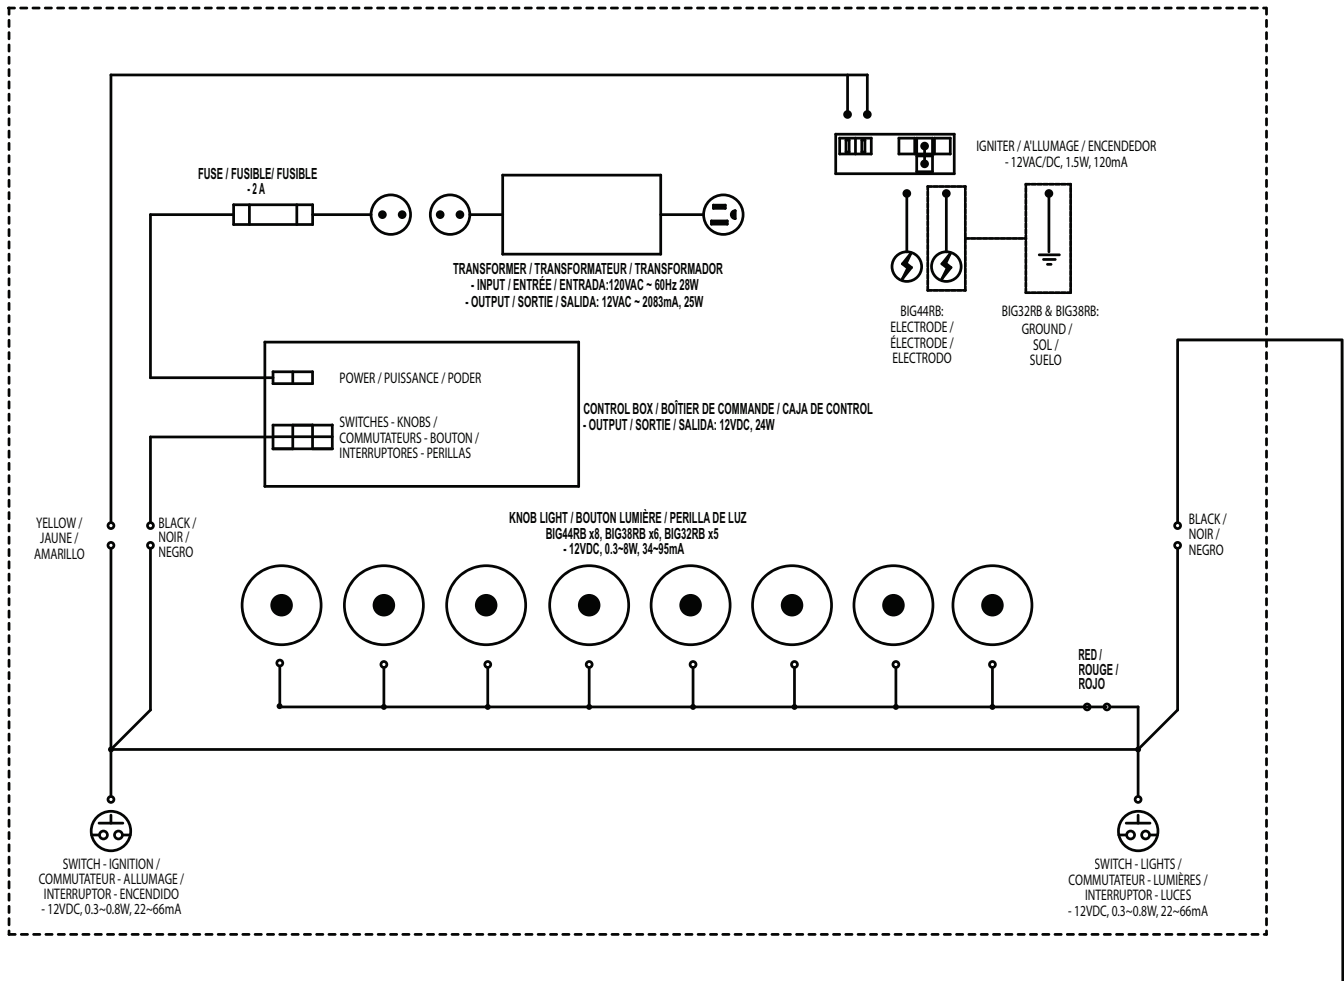 IGNITER / A'LLUMAGE / ENCENDEDOR
- 12VAC/DC, 1.5W, 120mA
FUSE / FUSIBLE/ FUSIBLE
- 2 A
TRANSFORMER / TRANSFORMATEUR / TRANSFORMADOR
- INPUT / ENTRÉE / ENTRADA:120VAC ~ 60Hz 28W
- OUTPUT / SORTIE / SALIDA: 12VAC ~ 2083mA, 25W
BIG44RB:
ELECTRODE /
ÉLECTRODE /
ELECTRODO
BIG32RB & BIG38RB:
GROUND /
SOL /
SUELO
POWER / PUISSANCE / PODER
SWITCHES - KNOBS /
COMMUTATEURS - BOUTON /
INTERRUPTORES - PERILLAS
CONTROL BOX / BOÎTIER DE COMMANDE / CAJA DE CONTROL
- OUTPUT / SORTIE / SALIDA: 12VDC, 24W
YELLOW /
JAUNE /
AMARILLO
BLACK /
NOIR /
NEGRO
KNOB LIGHT / BOUTON LUMIÈRE / PERILLA DE LUZ
BIG44RB x8, BIG38RB x6, BIG32RB x5
- 12VDC, 0.3~8W, 34~95mA
BLACK /
NOIR /
NEGRO
RED /
ROUGE /
ROJO
SWITCH - IGNITION /
COMMUTATEUR - ALLUMAGE /
INTERRUPTOR - ENCENDIDO
- 12VDC, 0.3~0.8W, 22~66mA
SWITCH - LIGHTS /
COMMUTATEUR - LUMIÈRES /
INTERRUPTOR - LUCES
- 12VDC, 0.3~0.8W, 22~66mA